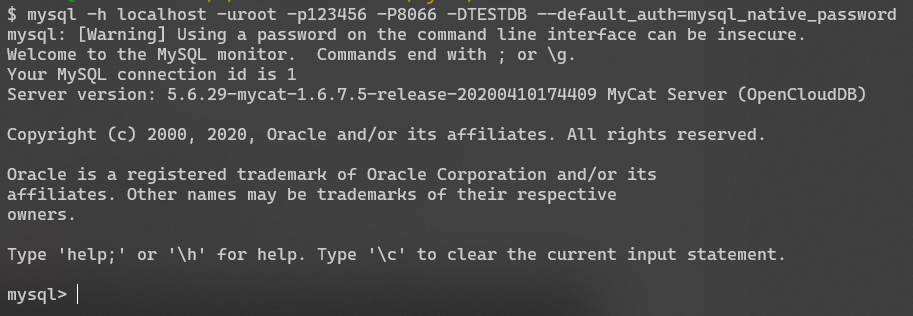 $ mysql -h localhost -uroot -p123456 -P8066 -DTESTDB --default_auth=mysql_native_password
mysql: [Warning] Using a password on the command line interface can be insecure.
Welcome to the MySQL monitor.  Commands end with ; or \g.
Your MySQL connection id is 1
Server version: 5.6.29-mycat-1.6.7.5-release-20200410174409 MyCat Server (OpenCloudDB)
Copyright (c) 2000, 2020, Oracle and/or its affiliates. All rights reserved.
Oracle is a registered trademark of Oracle Corporation and/or its
affiliates. Other names may be trademarks of their respective
owners.
Type 'help;' or '\h' for help. Type '\c' to clear the current input statement.
mysql>